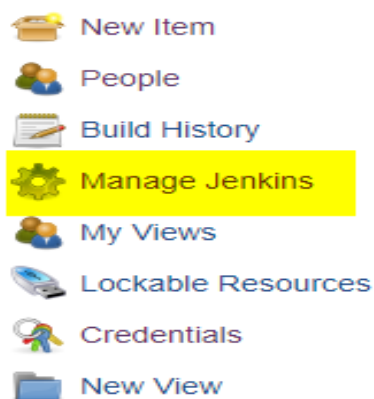 New Item
People
Build History
Manage Jenkins
My Views
Lockable Resources
Credentials
New View